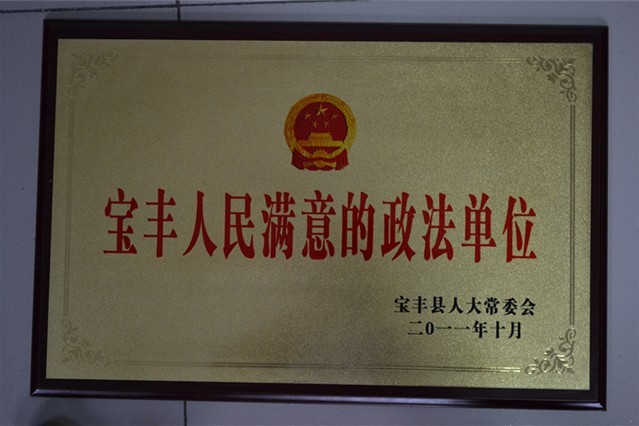 宝丰人民满意的政法单位
宝丰县人大常委会
二0一一年十月